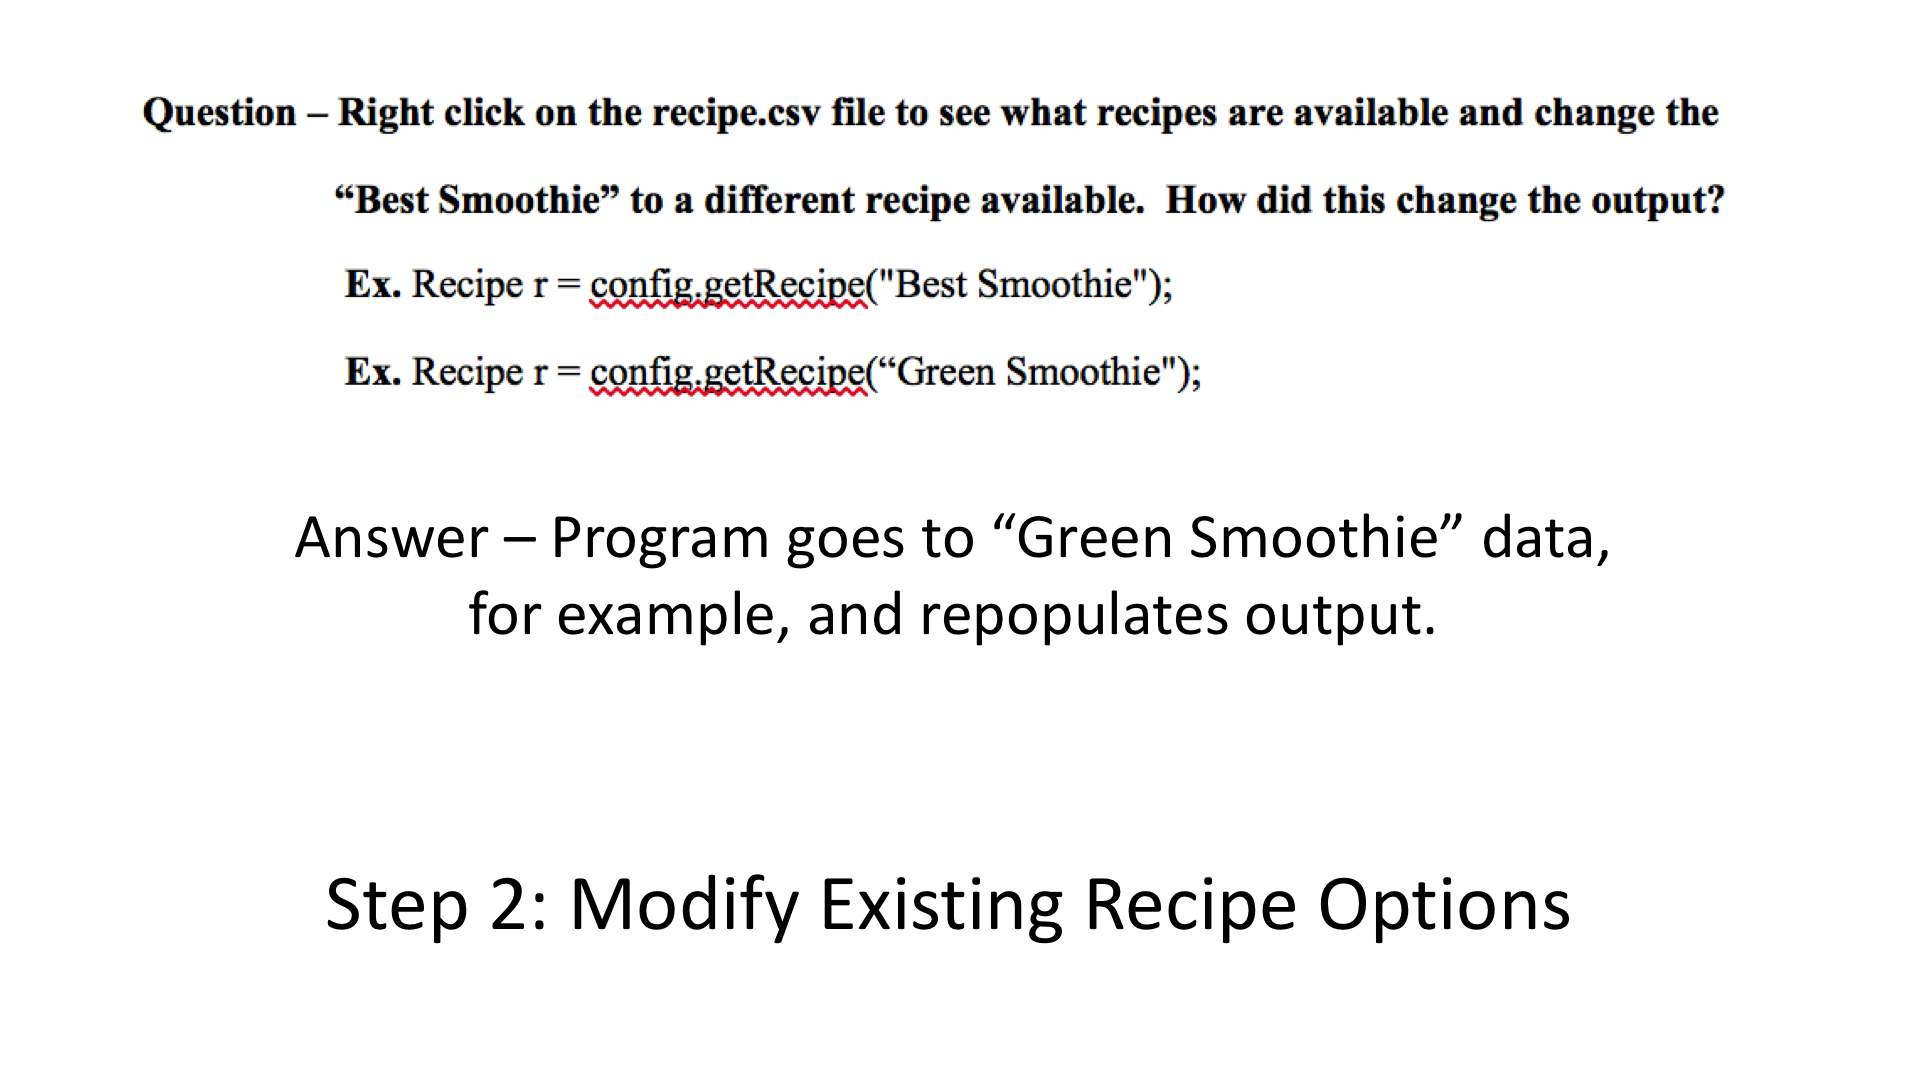 Question – Right click on the recipe.csv file to see what recipes are available and change the
“Best Smoothie” to a different recipe available.  How did this change the output?
Ex. Recipe r = config.getRecipe("Best Smoothie");
Ex. Recipe r = config.getRecipe(“Green Smoothie");
Answer – Program goes to “Green Smoothie” data,
for example, and repopulates output.
Step 2: Modify Existing Recipe Options